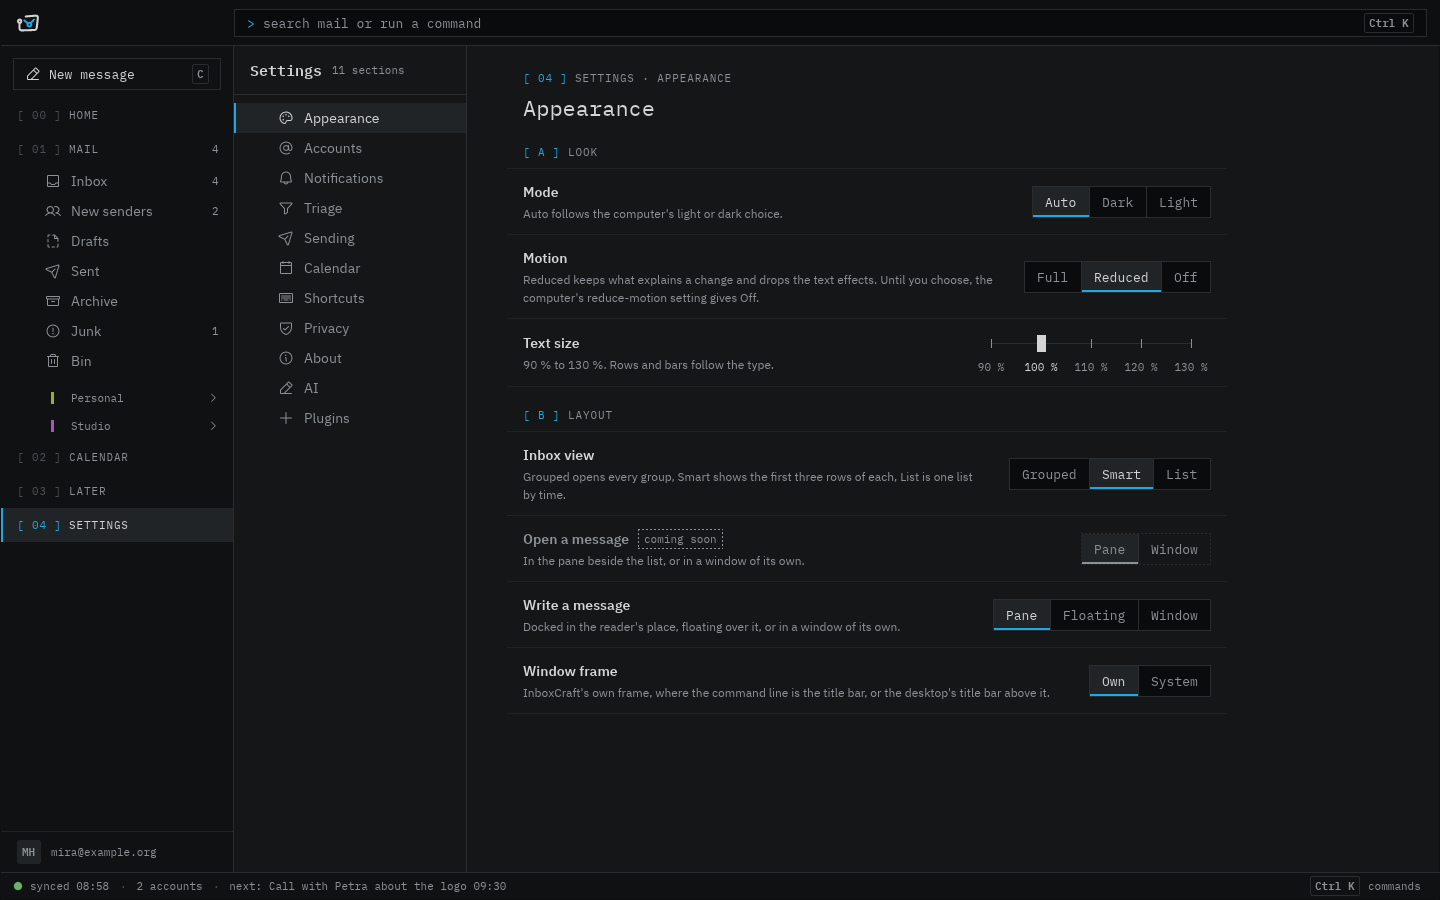 > search mail or run a command
Ctrl K
New message
C
[ 00 ] HOME
[ 01 ] MAIL 4
Inbox 4
New senders 2
Drafts
Sent
Archive
Junk 1
Bin
Personal
Studio
[ 02 ] CALENDAR
[ 03 ] LATER
[ 04 ] SETTINGS
MH mira@example.org
Settings 11 sections
Appearance
Accounts
Notifications
Triage
Sending
Calendar
Shortcuts
Privacy
About
AI
Plugins
[ 04 ] SETTINGS · APPEARANCE
Appearance
[ A ] LOOK
Mode
Auto follows the computer's light or dark choice.
Auto Dark Light
Motion
Reduced keeps what explains a change and drops the text effects. Until you choose, the
computer's reduce-motion setting gives Off.
Full Reduced Off
Text size
90 % to 130 %. Rows and bars follow the type.
90 % 100 % 110 % 120 % 130 %
[ B ] LAYOUT
Inbox view
Grouped opens every group, Smart shows the first three rows of each, List is one list
by time.
Grouped Smart List
Open a message coming soon
In the pane beside the list, or in a window of its own.
Pane Window
Write a message
Docked in the reader's place, floating over it, or in a window of its own.
Pane Floating Window
Window frame
InboxCraft's own frame, where the command line is the title bar, or the desktop's title bar above it.
Own System
synced 08:58 · 2 accounts · next: Call with Petra about the logo 09:30
Ctrl K commands